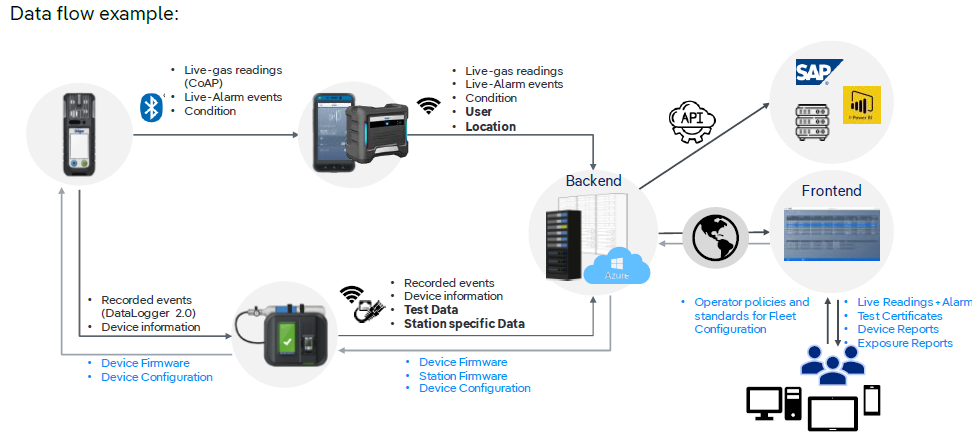 Data flow example:
• Live-gas readings
(CoAP)
• Live-Alarm events
• Condition
• Live-gas readings
• Live-Alarm events
• Condition
• User
• Location
API
SAP
Power BI
Backend
Frontend
Azure
• Recorded events
(DataLogger 2.0)
• Device information
• Recorded events
• Device information
• Test Data
• Station specific Data
• Device Firmware
• Device Configuration
• Device Firmware
• Station Firmware
• Device Configuration
• Operator policies and
standards for Fleet
Configuration
• Live Readings + Alarm
• Test Certificates
• Device Reports
• Exposure Reports